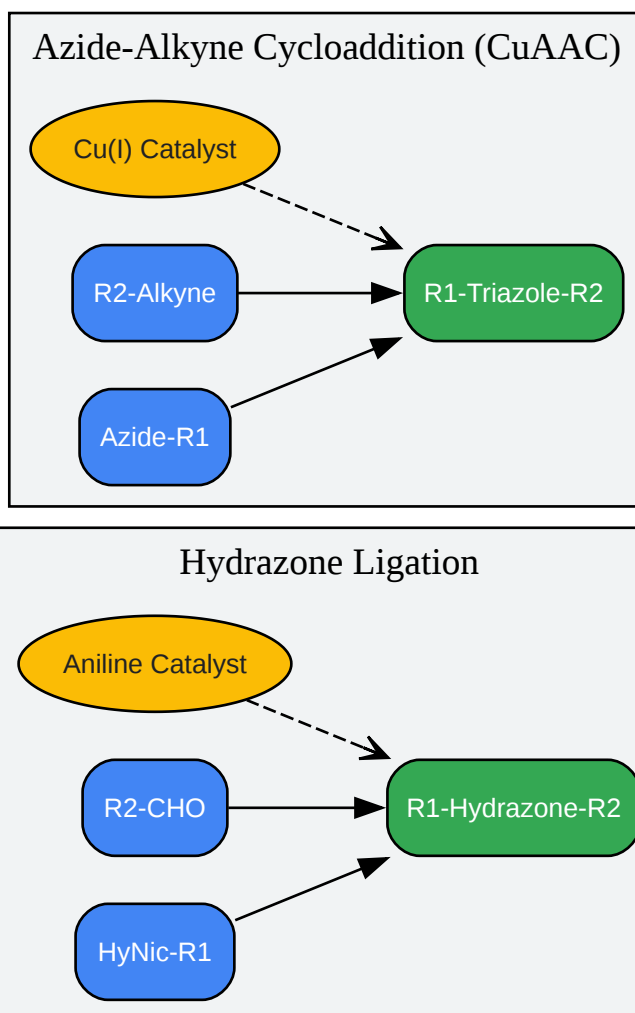 Azide-Alkyne Cycloaddition (CuAAC)
Cu(I) Catalyst
R2-Alkyne
R1-Triazole-R2
Azide-R1
Hydrazone Ligation
Aniline Catalyst
R2-CHO
R1-Hydrazone-R2
HyNic-R1